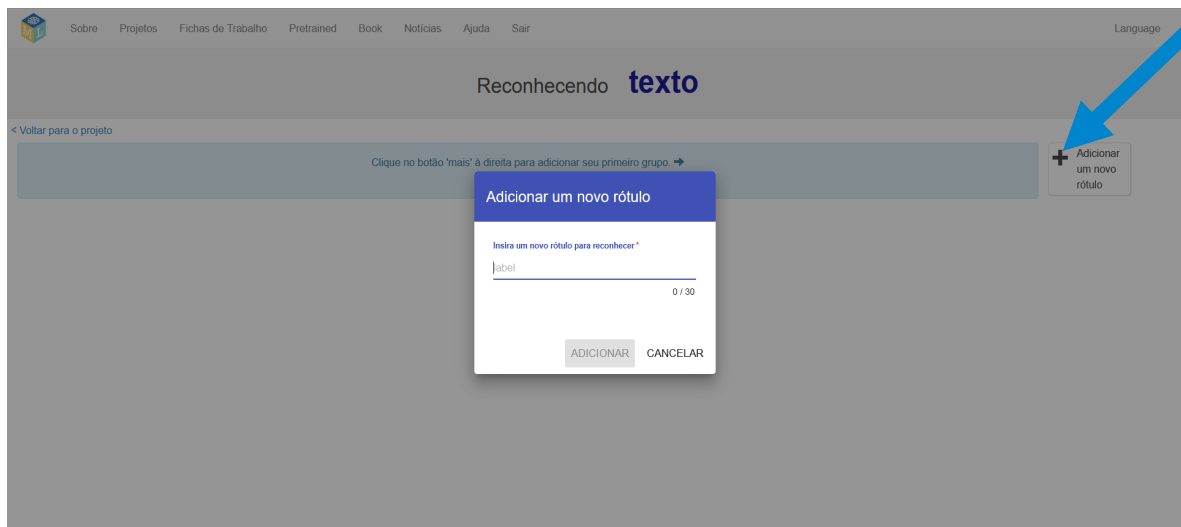 ML
Sobre Projetos Fichas de Trabalho Pretrained Book Notícias Ajuda Sair Language
Reconhecendo texto
< Voltar para o projeto
Clique no botão 'mais' à direita para adicionar seu primeiro grupo.
Adicionar
um novo
rótulo
Adicionar um novo rótulo
Insira um novo rótulo para reconhecer *
label
0 / 30
ADICIONAR CANCELAR